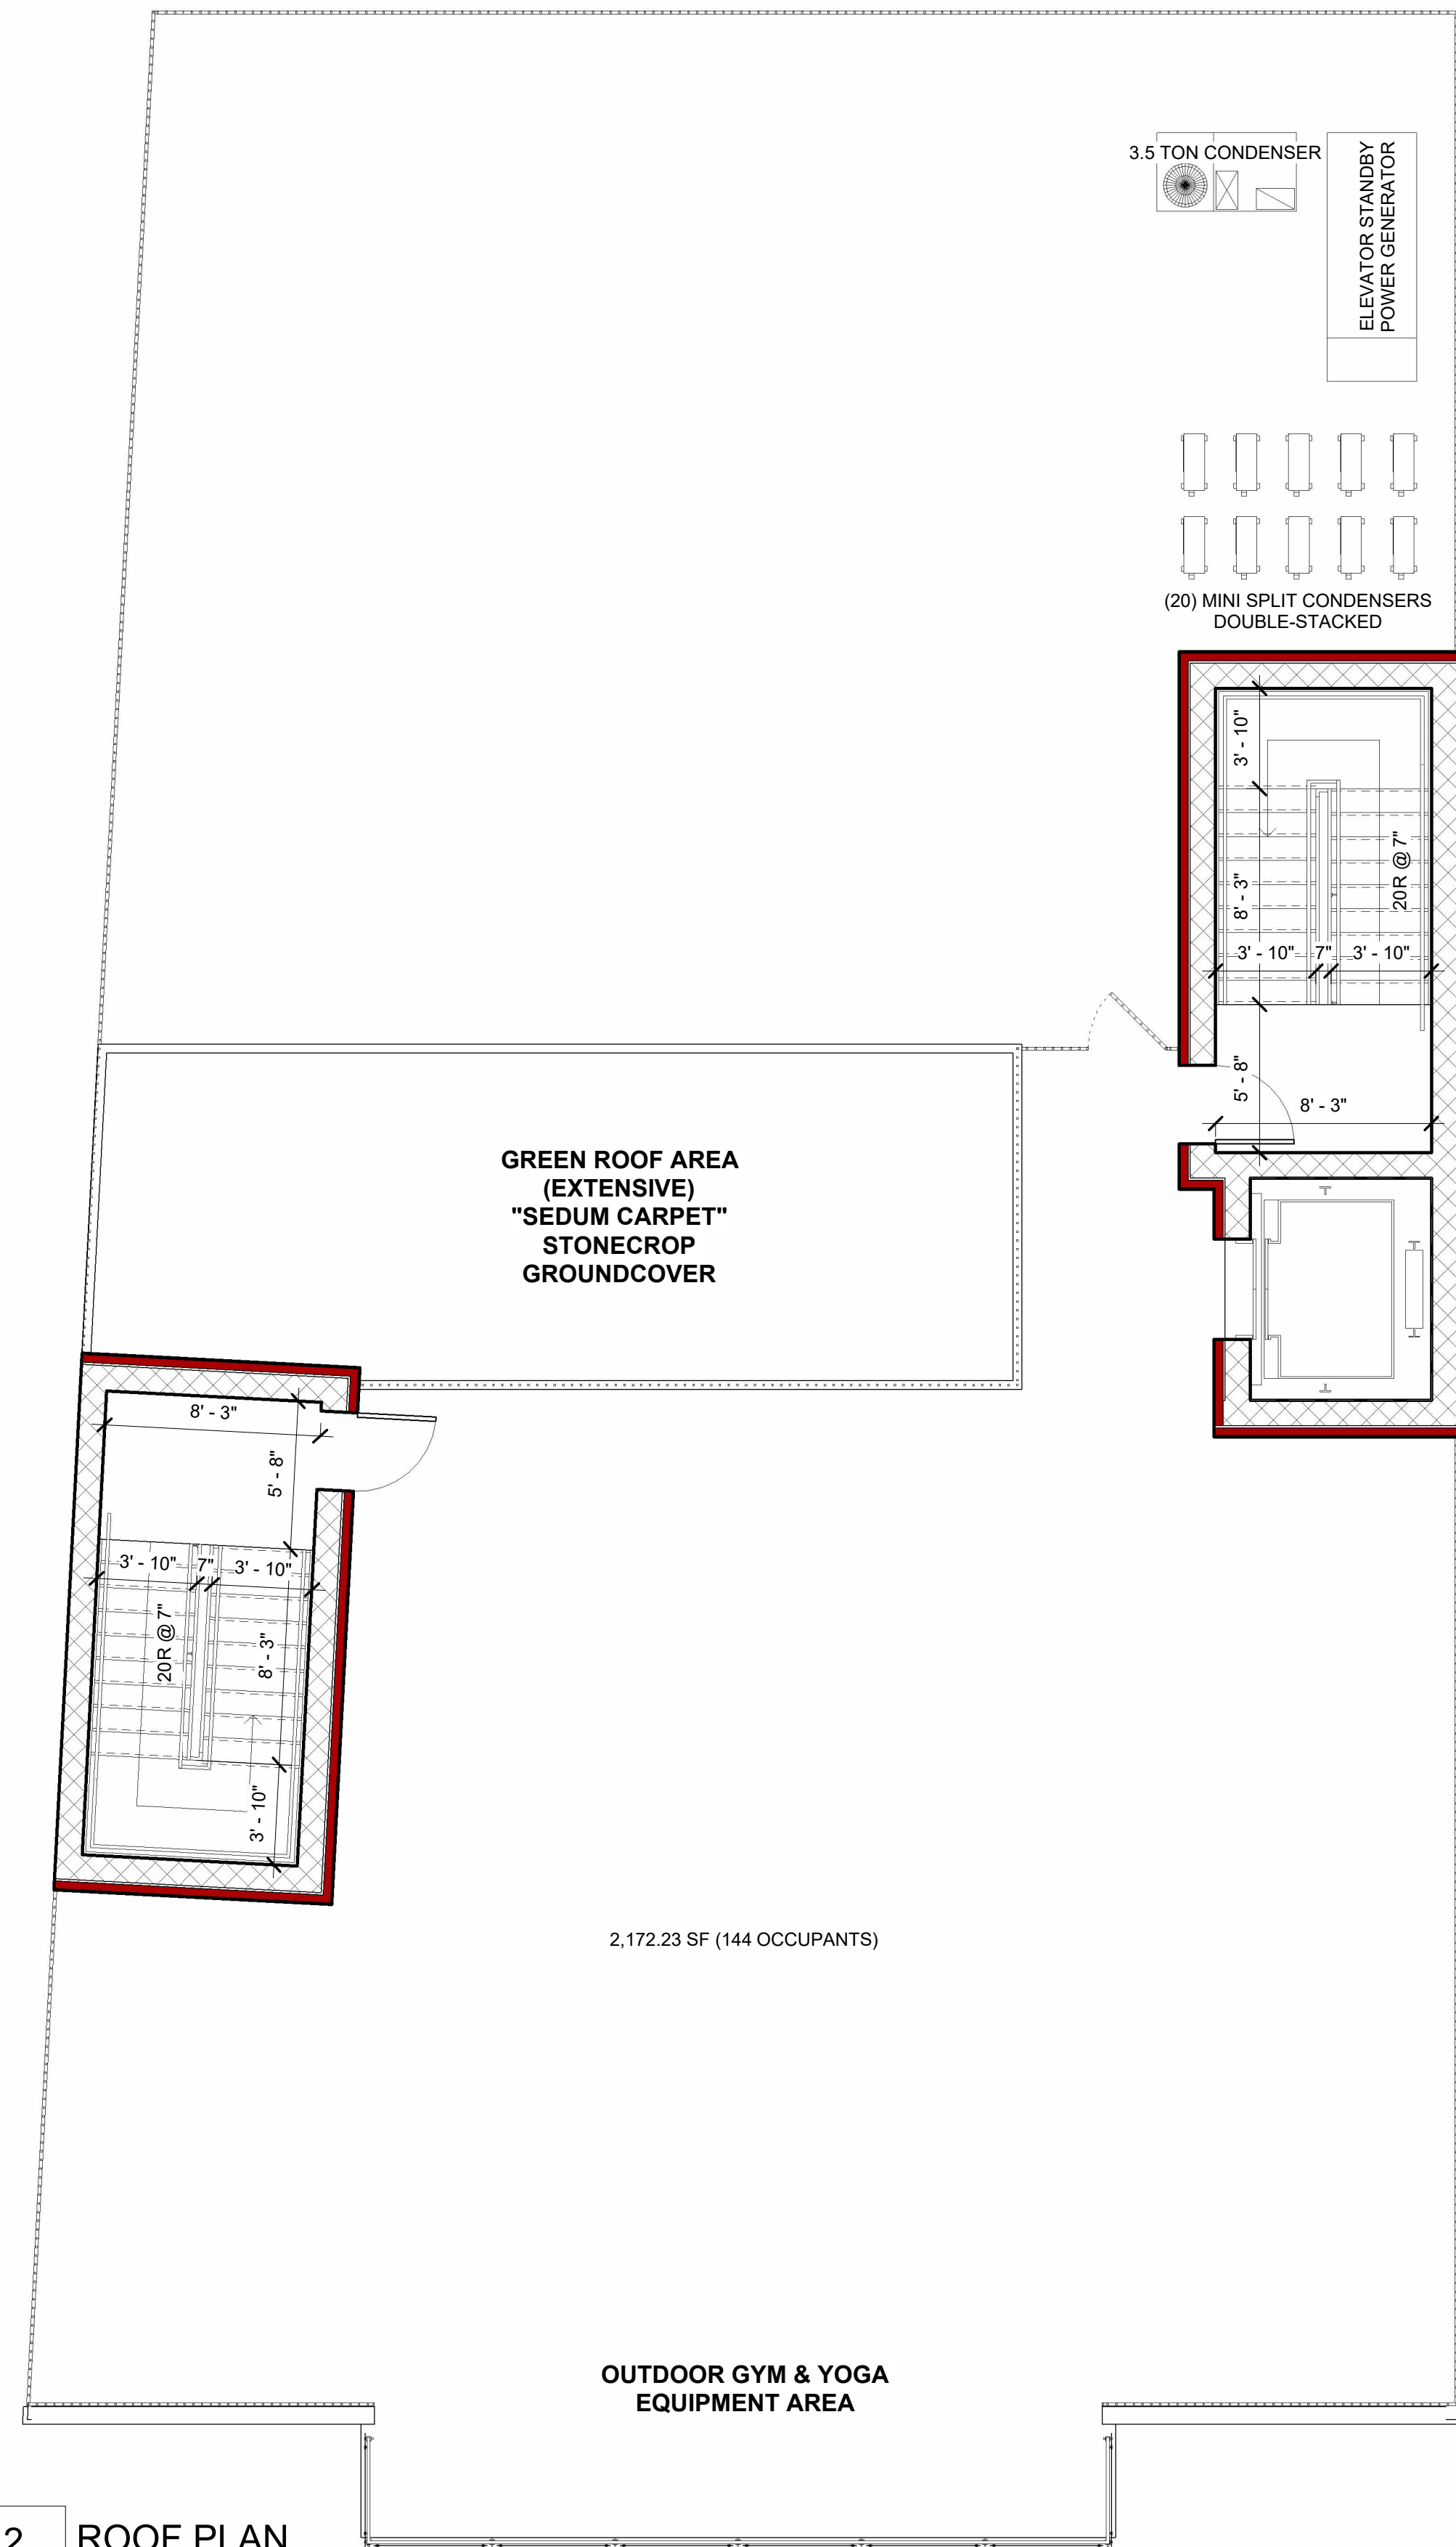 3.5 TON CONDENSER
ELEVATOR STANDBY
POWER GENERATOR
(20) MINI SPLIT CONDENSERS
DOUBLE-STACKED
3' - 10"
8' - 3"
20R @ 7"
3' - 10"
7"
3' - 10"
5' - 8"
8' - 3"
GREEN ROOF AREA
(EXTENSIVE)
"SEDUM CARPET"
STONECROP
GROUNDCOVER
8' - 3"
5' - 8"
3' - 10"
7"
3' - 10"
20R @ 7"
8' - 3"
3' - 10"
2,172.23 SF (144 OCCUPANTS)
OUTDOOR GYM & YOGA
EQUIPMENT AREA
2
ROOF PLAN